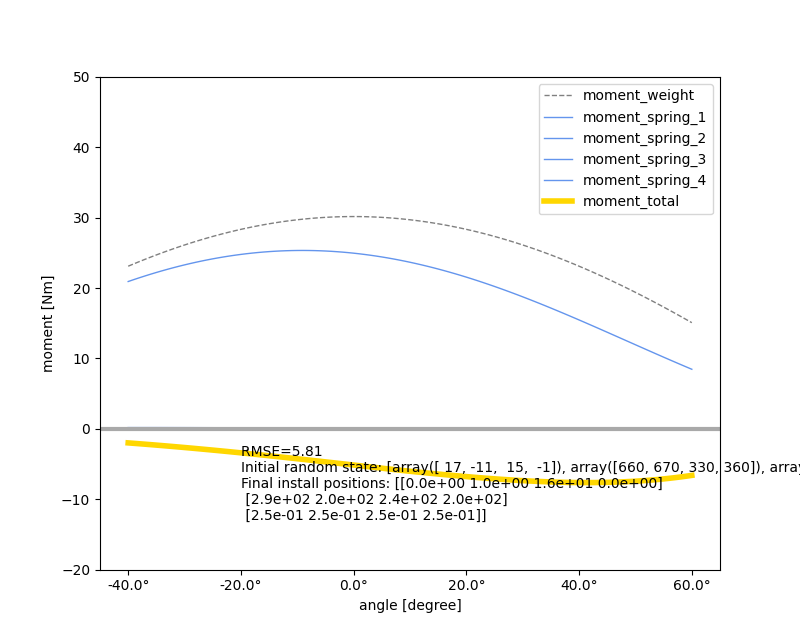 50
40
30
20
10
0
−10
−20
moment [Nm]
moment_weight
moment_spring_1
moment_spring_2
moment_spring_3
moment_spring_4
moment_total
RMSE=5.81
Initial random state: [array([ 17, -11,  15,  -1]), array([660, 670, 330, 360]), array
Final install positions: [[0.0e+00 1.0e+00 1.6e+01 0.0e+00]
[2.9e+02 2.0e+02 2.4e+02 2.0e+02]
[2.5e-01 2.5e-01 2.5e-01 2.5e-01]]
-40.0° -20.0° 0.0° 20.0° 40.0° 60.0°
angle [degree]